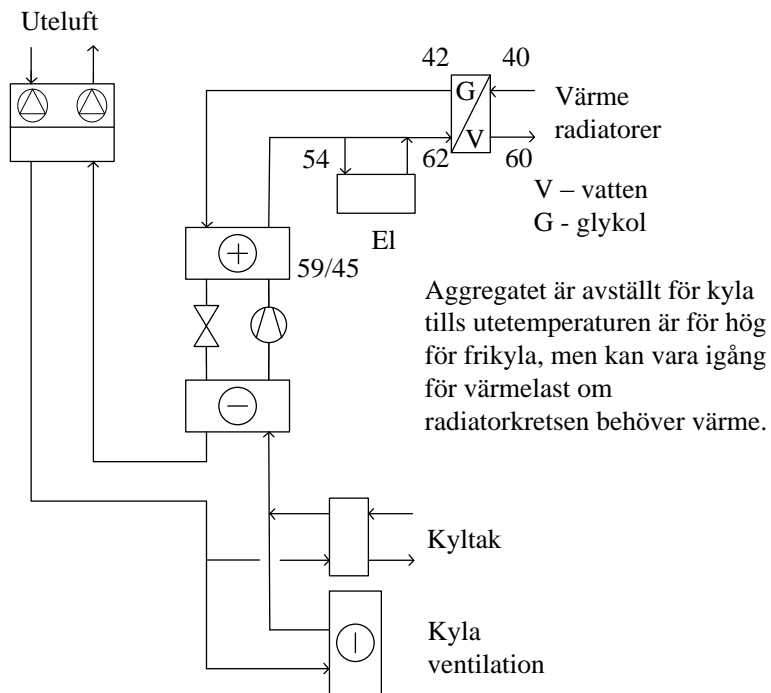 Uteluft
42
40
G
V
Värme
radiatorer
54
62
60
V – vatten
G - glykol
El
59/45
Aggregatet är avställt för kyla
tills utetemperaturen är för hög
för frikyla, men kan vara igång
för värmelast om
radiatorkretsen behöver värme.
Kyltak
Kyla
ventilation